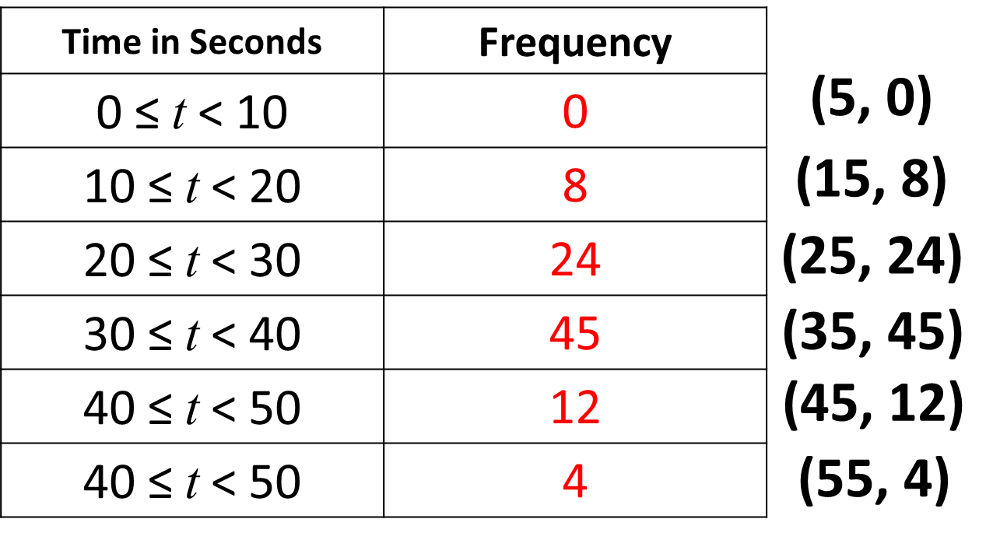 Time in Seconds Frequency
0 ≤ t < 10 0 (5, 0)
10 ≤ t < 20 8 (15, 8)
20 ≤ t < 30 24 (25, 24)
30 ≤ t < 40 45 (35, 45)
40 ≤ t < 50 12 (45, 12)
40 ≤ t < 50 4 (55, 4)